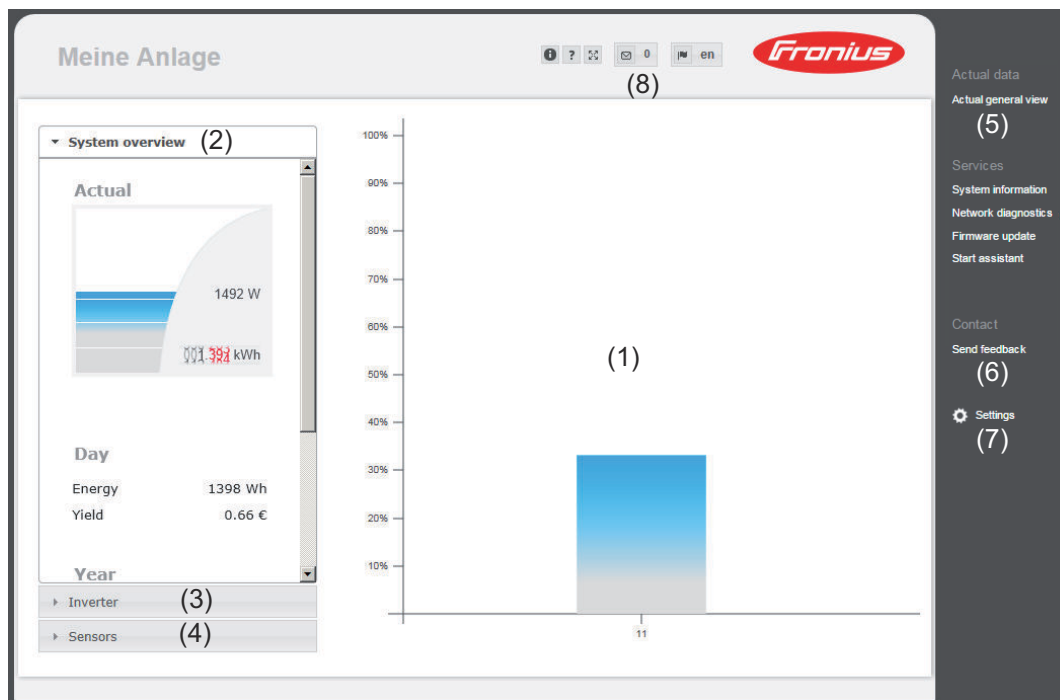 Meine Anlage
? 0 en
Fronius
(8)
System overview (2)
Actual
1492 W
kWh
Day
Energy 1398 Wh
Yield 0.66 €
Year
Inverter (3)
Sensors (4)
100%
90%
80%
70%
60%
50%
40%
30%
20%
10%
(1)
11
Actual data
Actual general view
(5)
Services
System information
Network diagnostics
Firmware update
Start assistant
Contact
Send feedback
(6)
Settings
(7)